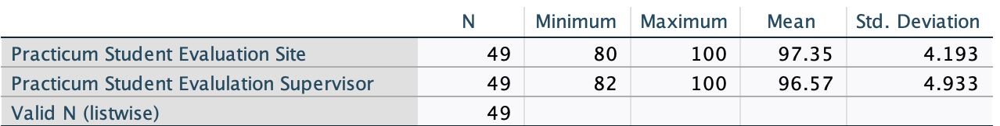 N Minimum Maximum Mean Std. Deviation
Practicum Student Evaluation Site 49 80 100 97.35 4.193
Practicum Student Evalulation Supervisor 49 82 100 96.57 4.933
Valid N (listwise) 49